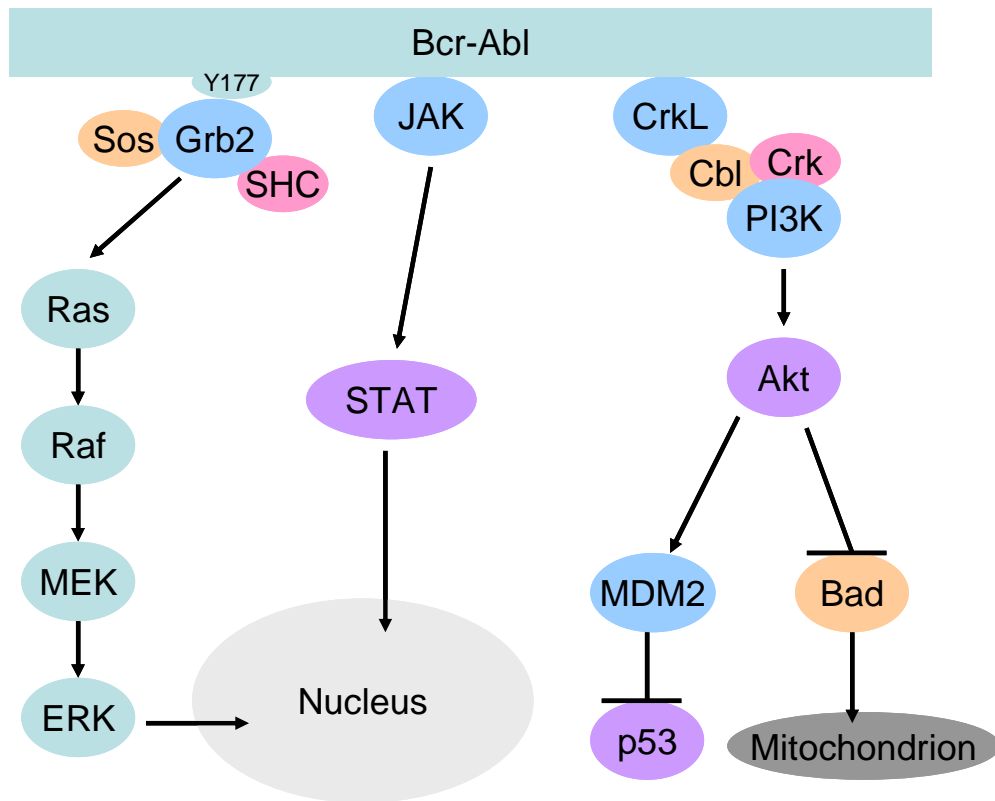 Bcr-Abl
Y177
Sos
Grb2
SHC
JAK
CrkL
Cbl
Crk
PI3K
Ras
STAT
Akt
Raf
MEK
MDM2
Bad
ERK
Nucleus
p53
Mitochondrion